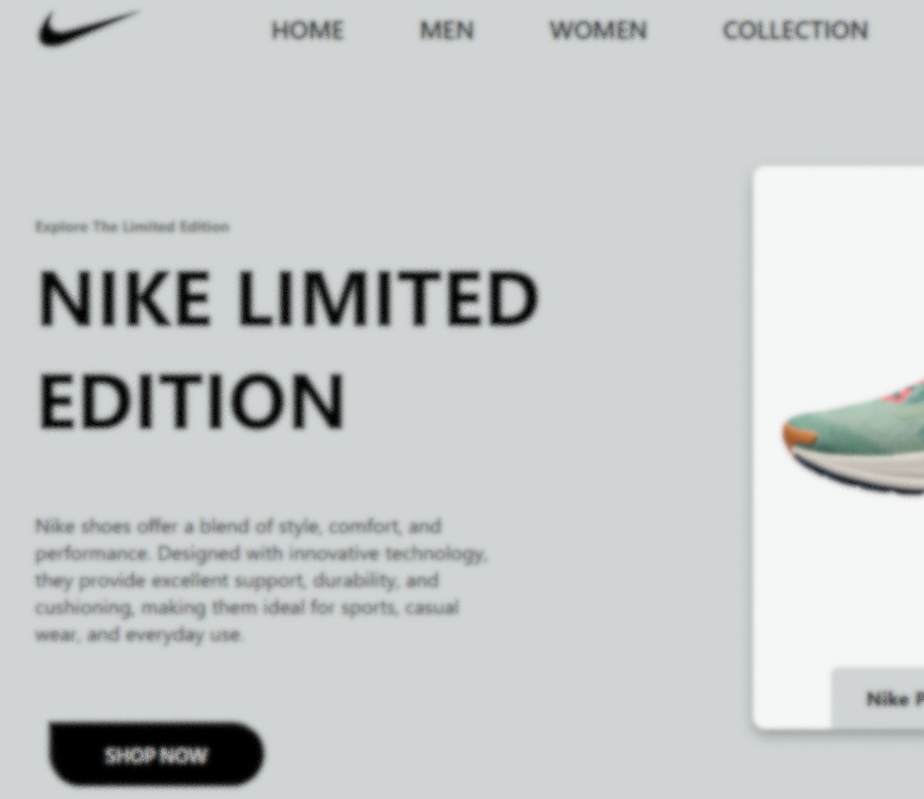 HOME MEN WOMEN COLLECTION
Explore The Limited Edition
NIKE LIMITED
EDITION
Nike shoes offer a blend of style, comfort, and
performance. Designed with innovative technology,
they provide excellent support, durability, and
cushioning, making them ideal for sports, casual
wear, and everyday use.
SHOP NOW
Nike P